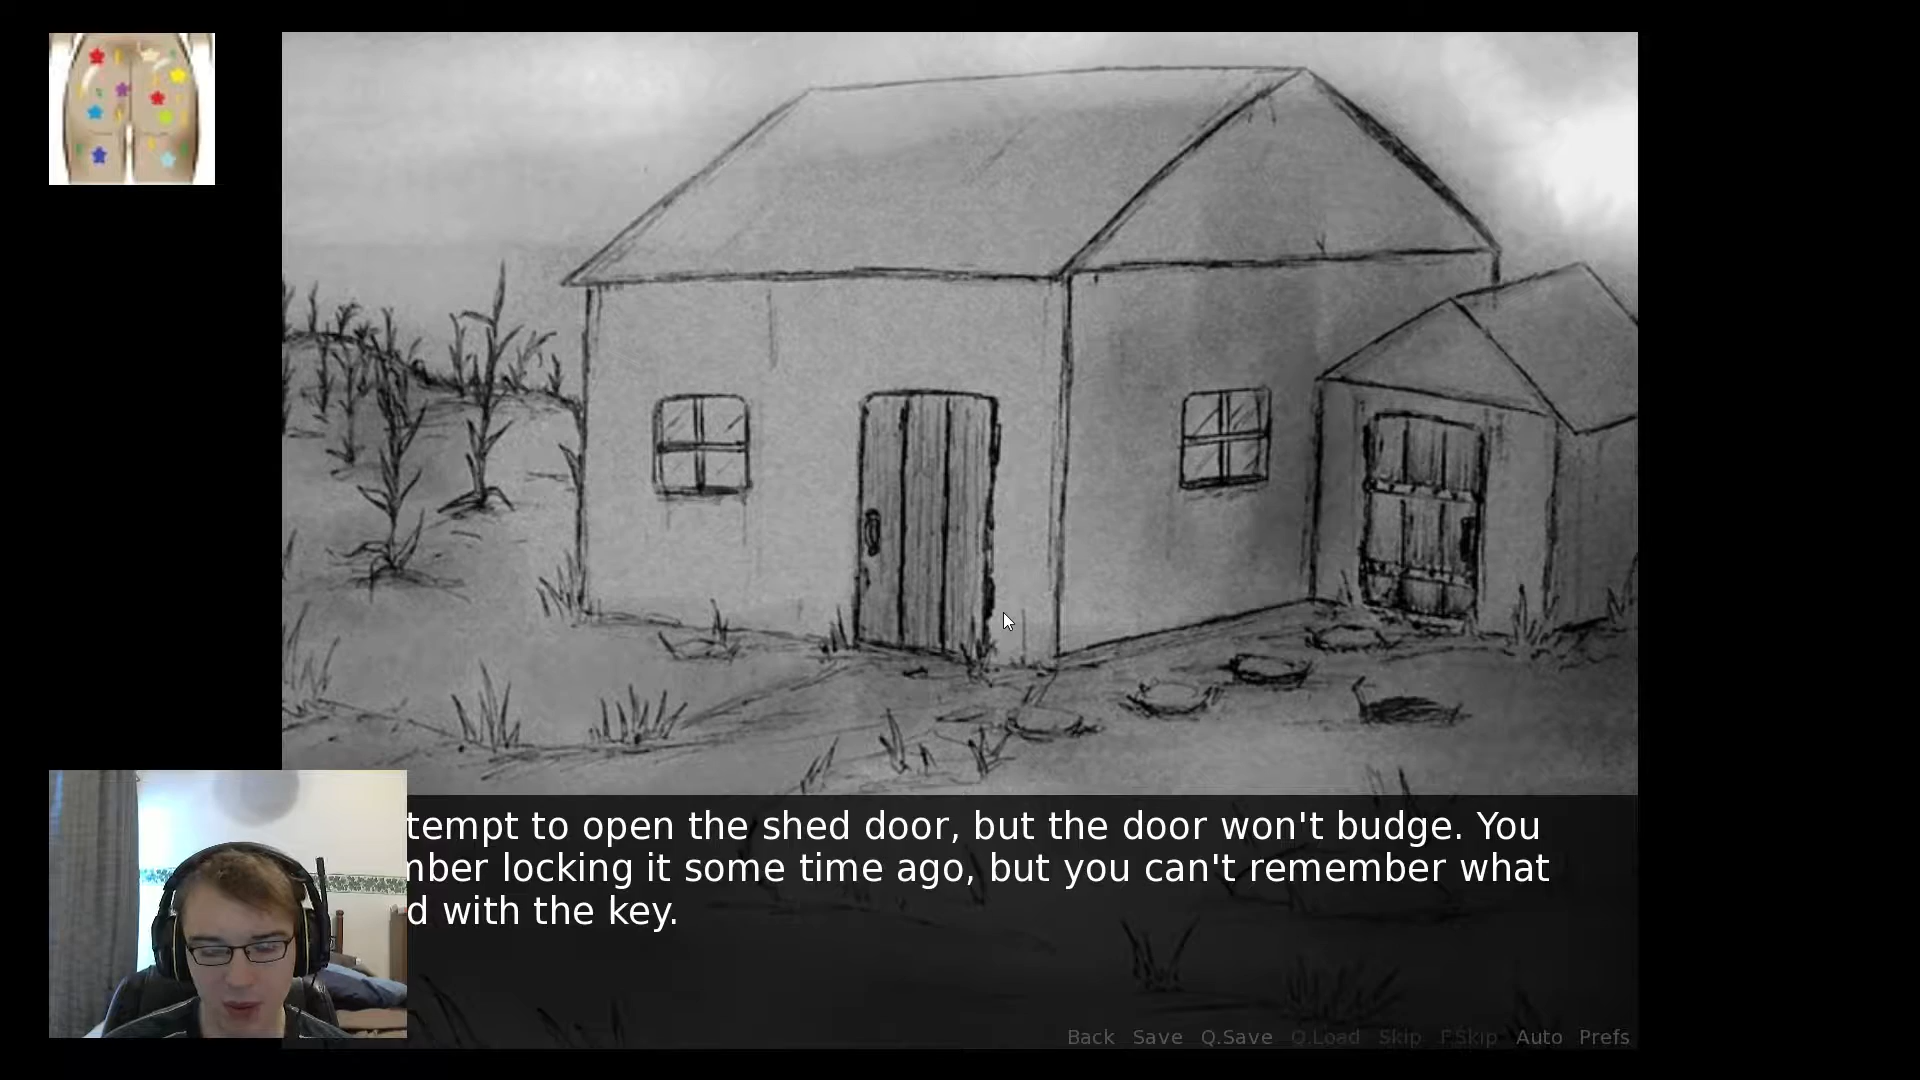 tempt to open the shed door, but the door won't budge. You
mber locking it some time ago, but you can't remember what
d with the key.
Back Save Q.Save Q.Load Skip F.Skip Auto Prefs